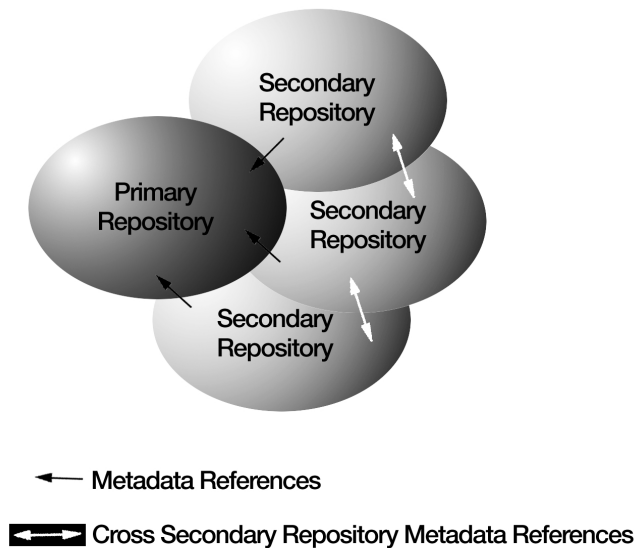 Secondary
Repository
Primary
Repository
Secondary
Repository
Secondary
Repository
Metadata References
Cross Secondary Repository Metadata References